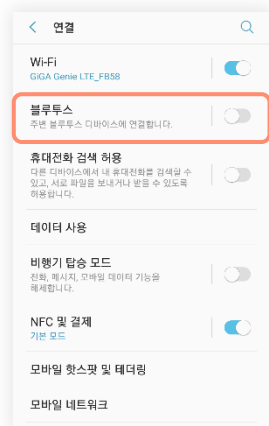 연결
Wi-Fi
GiGA Genie LTE_FB58
블루투스
주변 블루투스 디바이스에 연결합니다.
휴대전화 검색 허용
다른 디바이스에서 내 휴대전화를 검색할 수
있고, 서로 파일을 보내거나 받을 수 있도록
허용합니다.
데이터 사용
비행기 탑승 모드
전화, 메시지, 모바일 데이터 기능을
해제합니다.
NFC 및 결제
기본 모드
모바일 핫스팟 및 테더링
모바일 네트워크